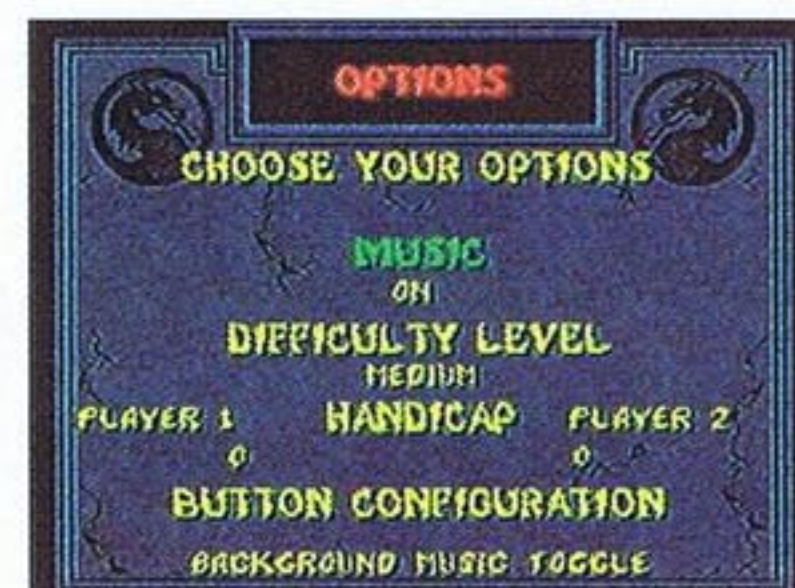 OPTIONS
CHOOSE YOUR OPTIONS
MUSIC
ON
DIFFICULTY LEVEL
MEDIUM
PLAYER 1 HANDICAP PLAYER 2
0 0
BUTTON CONFIGURATION
BACKGROUND MUSIC TOGGLE